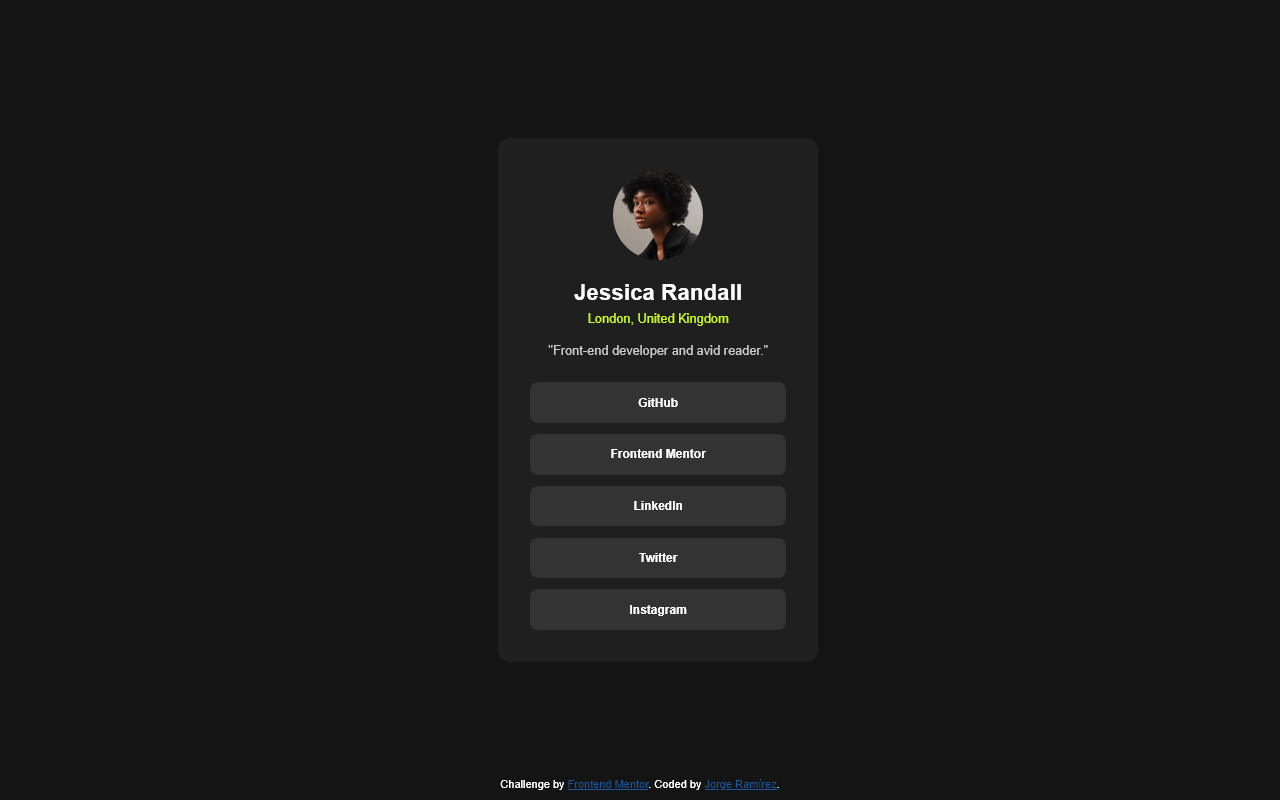 Jessica Randall
London, United Kingdom
"Front-end developer and avid reader."
GitHub
Frontend Mentor
LinkedIn
Twitter
Instagram
Challenge by Frontend Mentor. Coded by Jorge Ramírez.